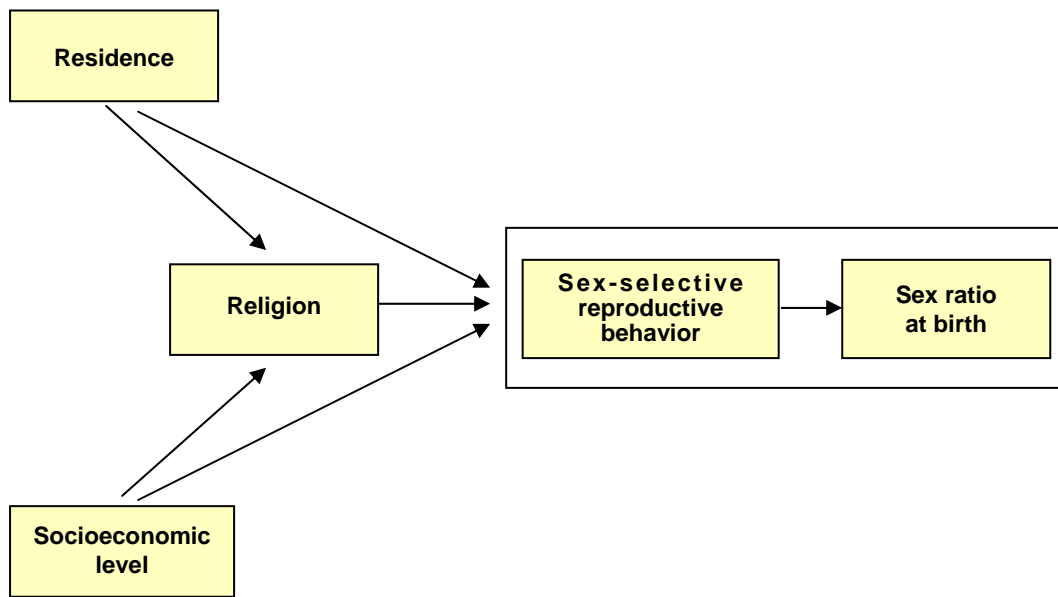 Residence
Religion
Sex-selective
reproductive
behavior
Sex ratio
at birth
Socioeconomic
level